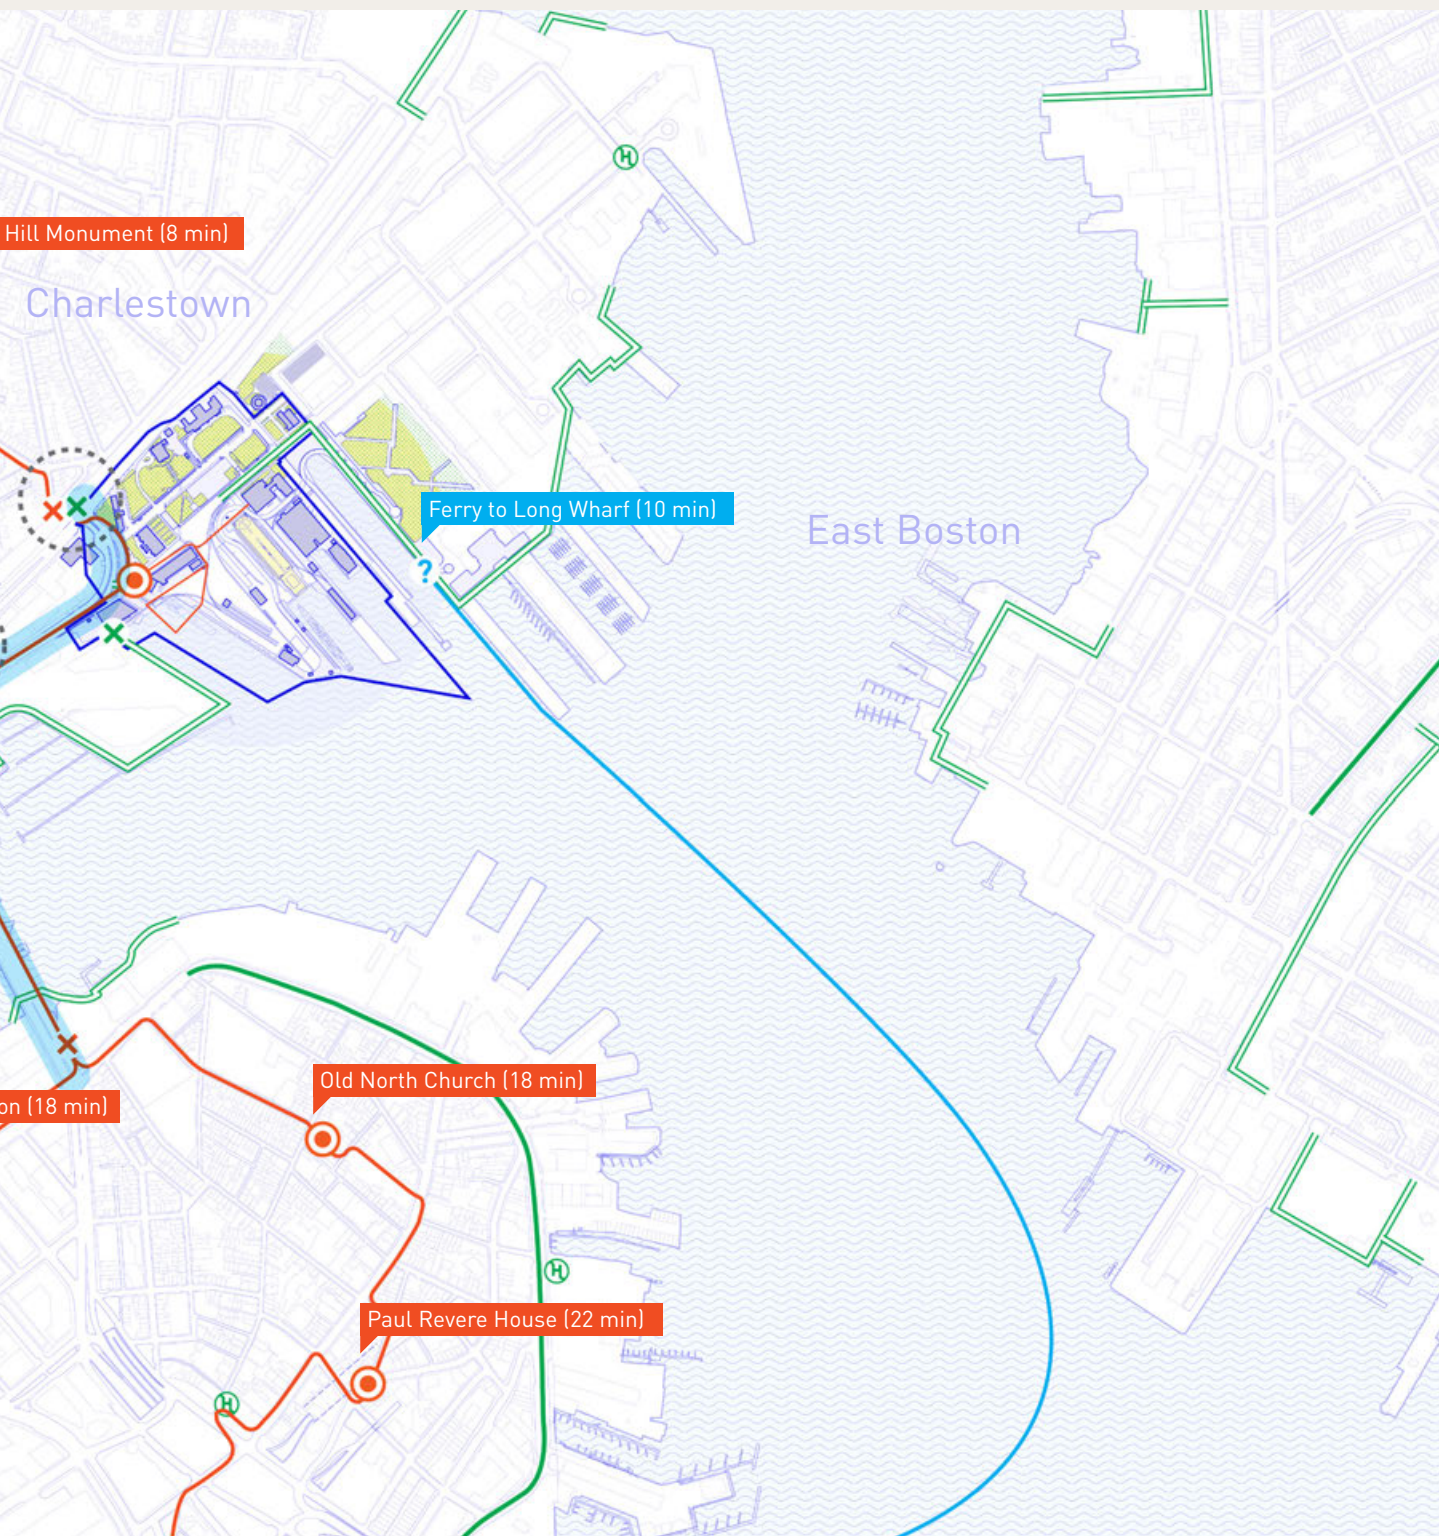 Hill Monument (8 min)
Charlestown
Ferry to Long Wharf (10 min)
East Boston
?
Old North Church (18 min)
on (18 min)
Paul Revere House (22 min)
H
H
H